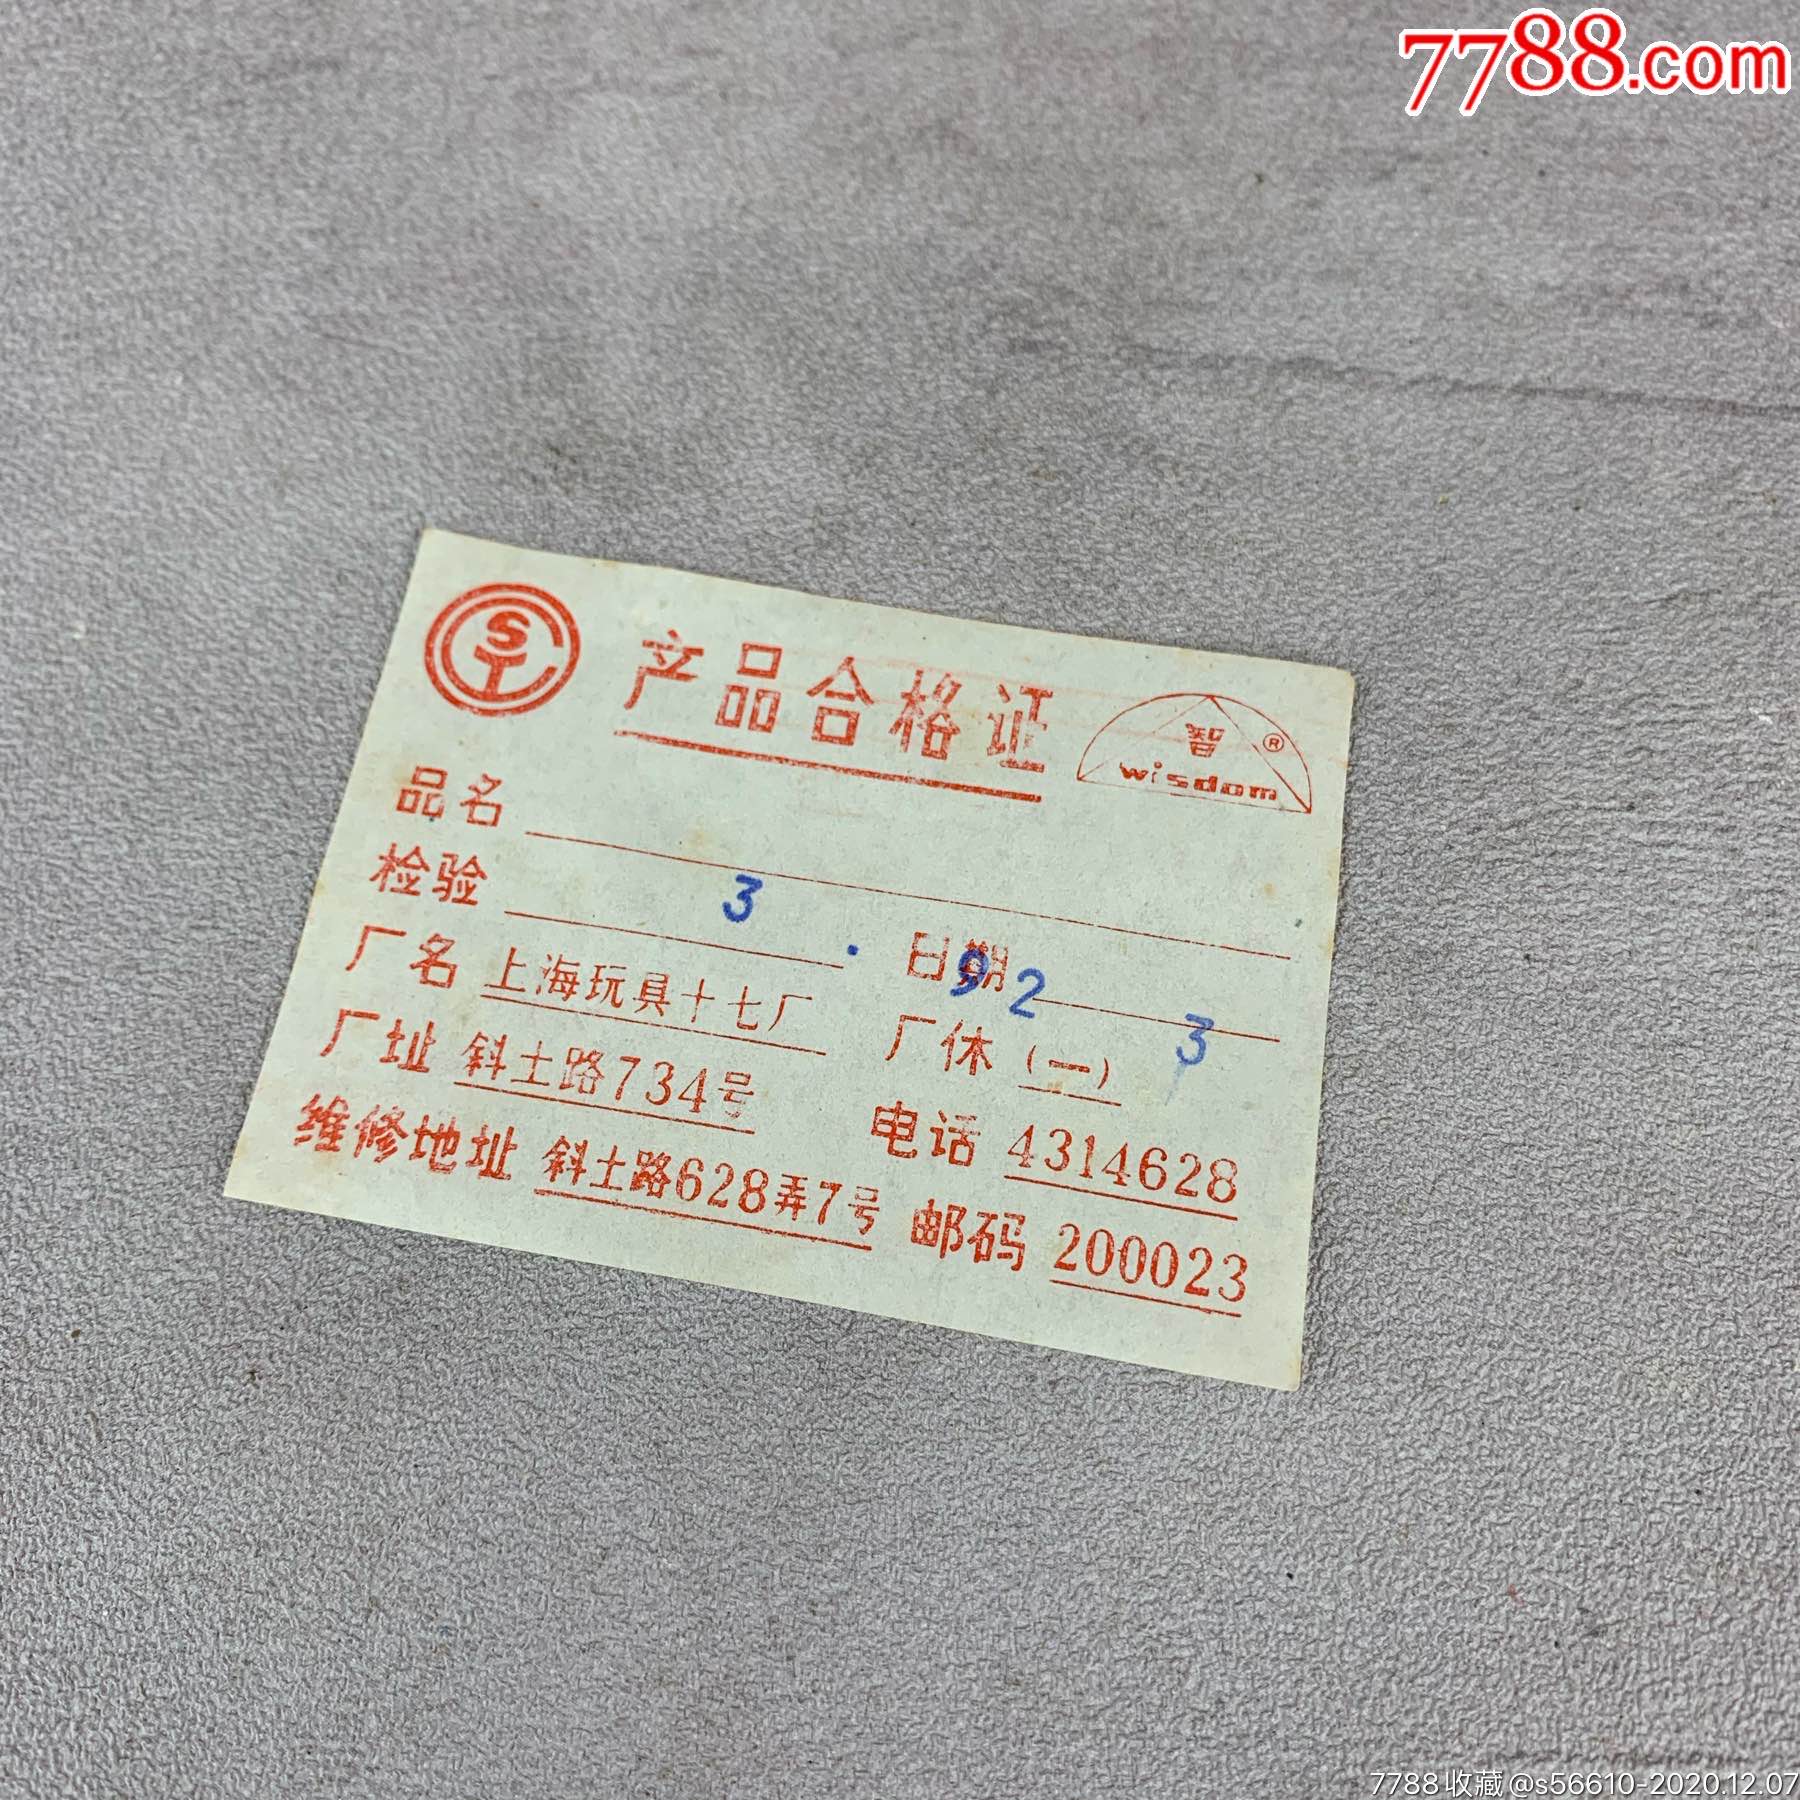 7788.com
STC
产品合格证
智
®
wisdom
品名
检验 3 . 日期 92 3
厂名 上海玩具十七厂 厂休 (一)
厂址 斜土路734号 电话 4314628
维修地址 斜土路628弄7号 邮码 200023
7788收藏@s56610-2020.12.07